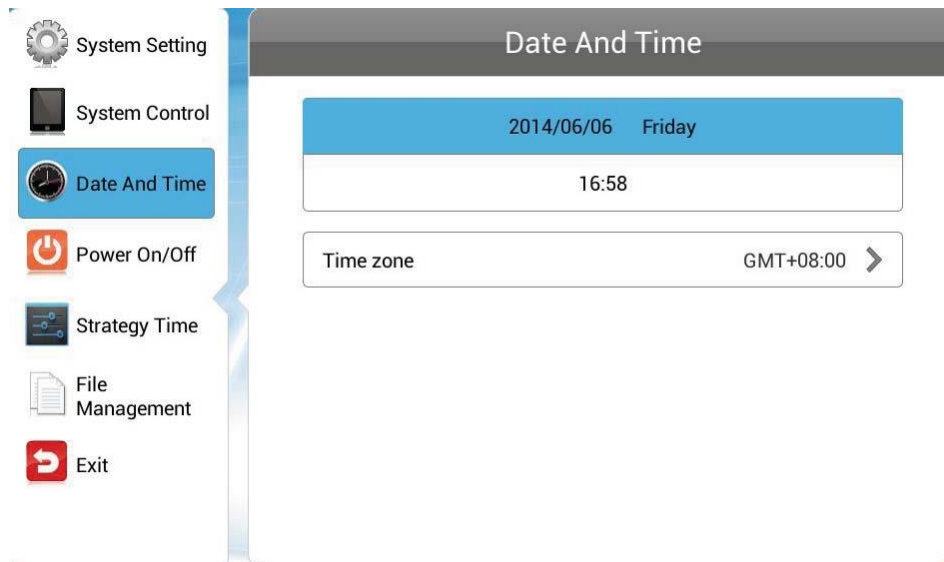 System Setting
System Control
Date And Time
Power On/Off
Strategy Time
File
Management
Exit
Date And Time
2014/06/06 Friday
16:58
Time zone GMT+08:00